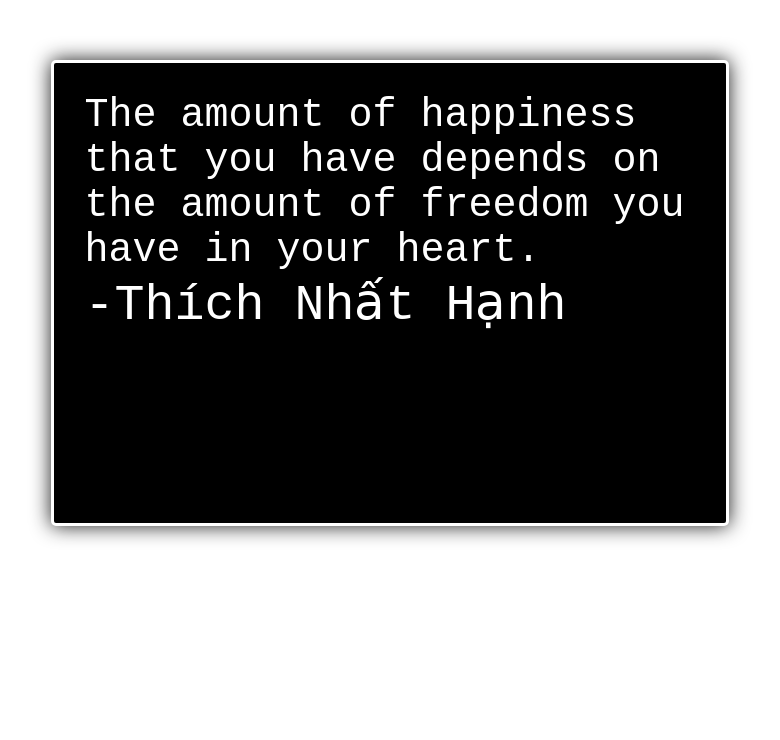 The amount of happiness
that you have depends on
the amount of freedom you
have in your heart.
-Thích Nhất Hạnh